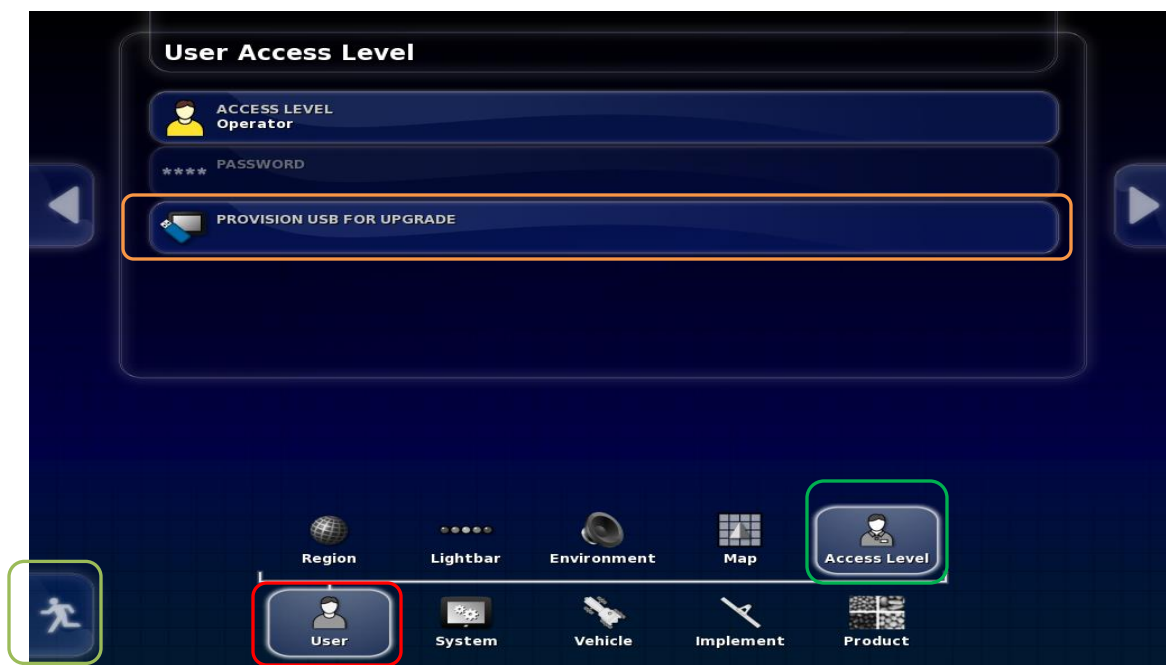 User Access Level
ACCESS LEVEL
Operator
**** PASSWORD
PROVISION USB FOR UPGRADE
Region Lightbar Environment Map Access Level
User System Vehicle Implement Product